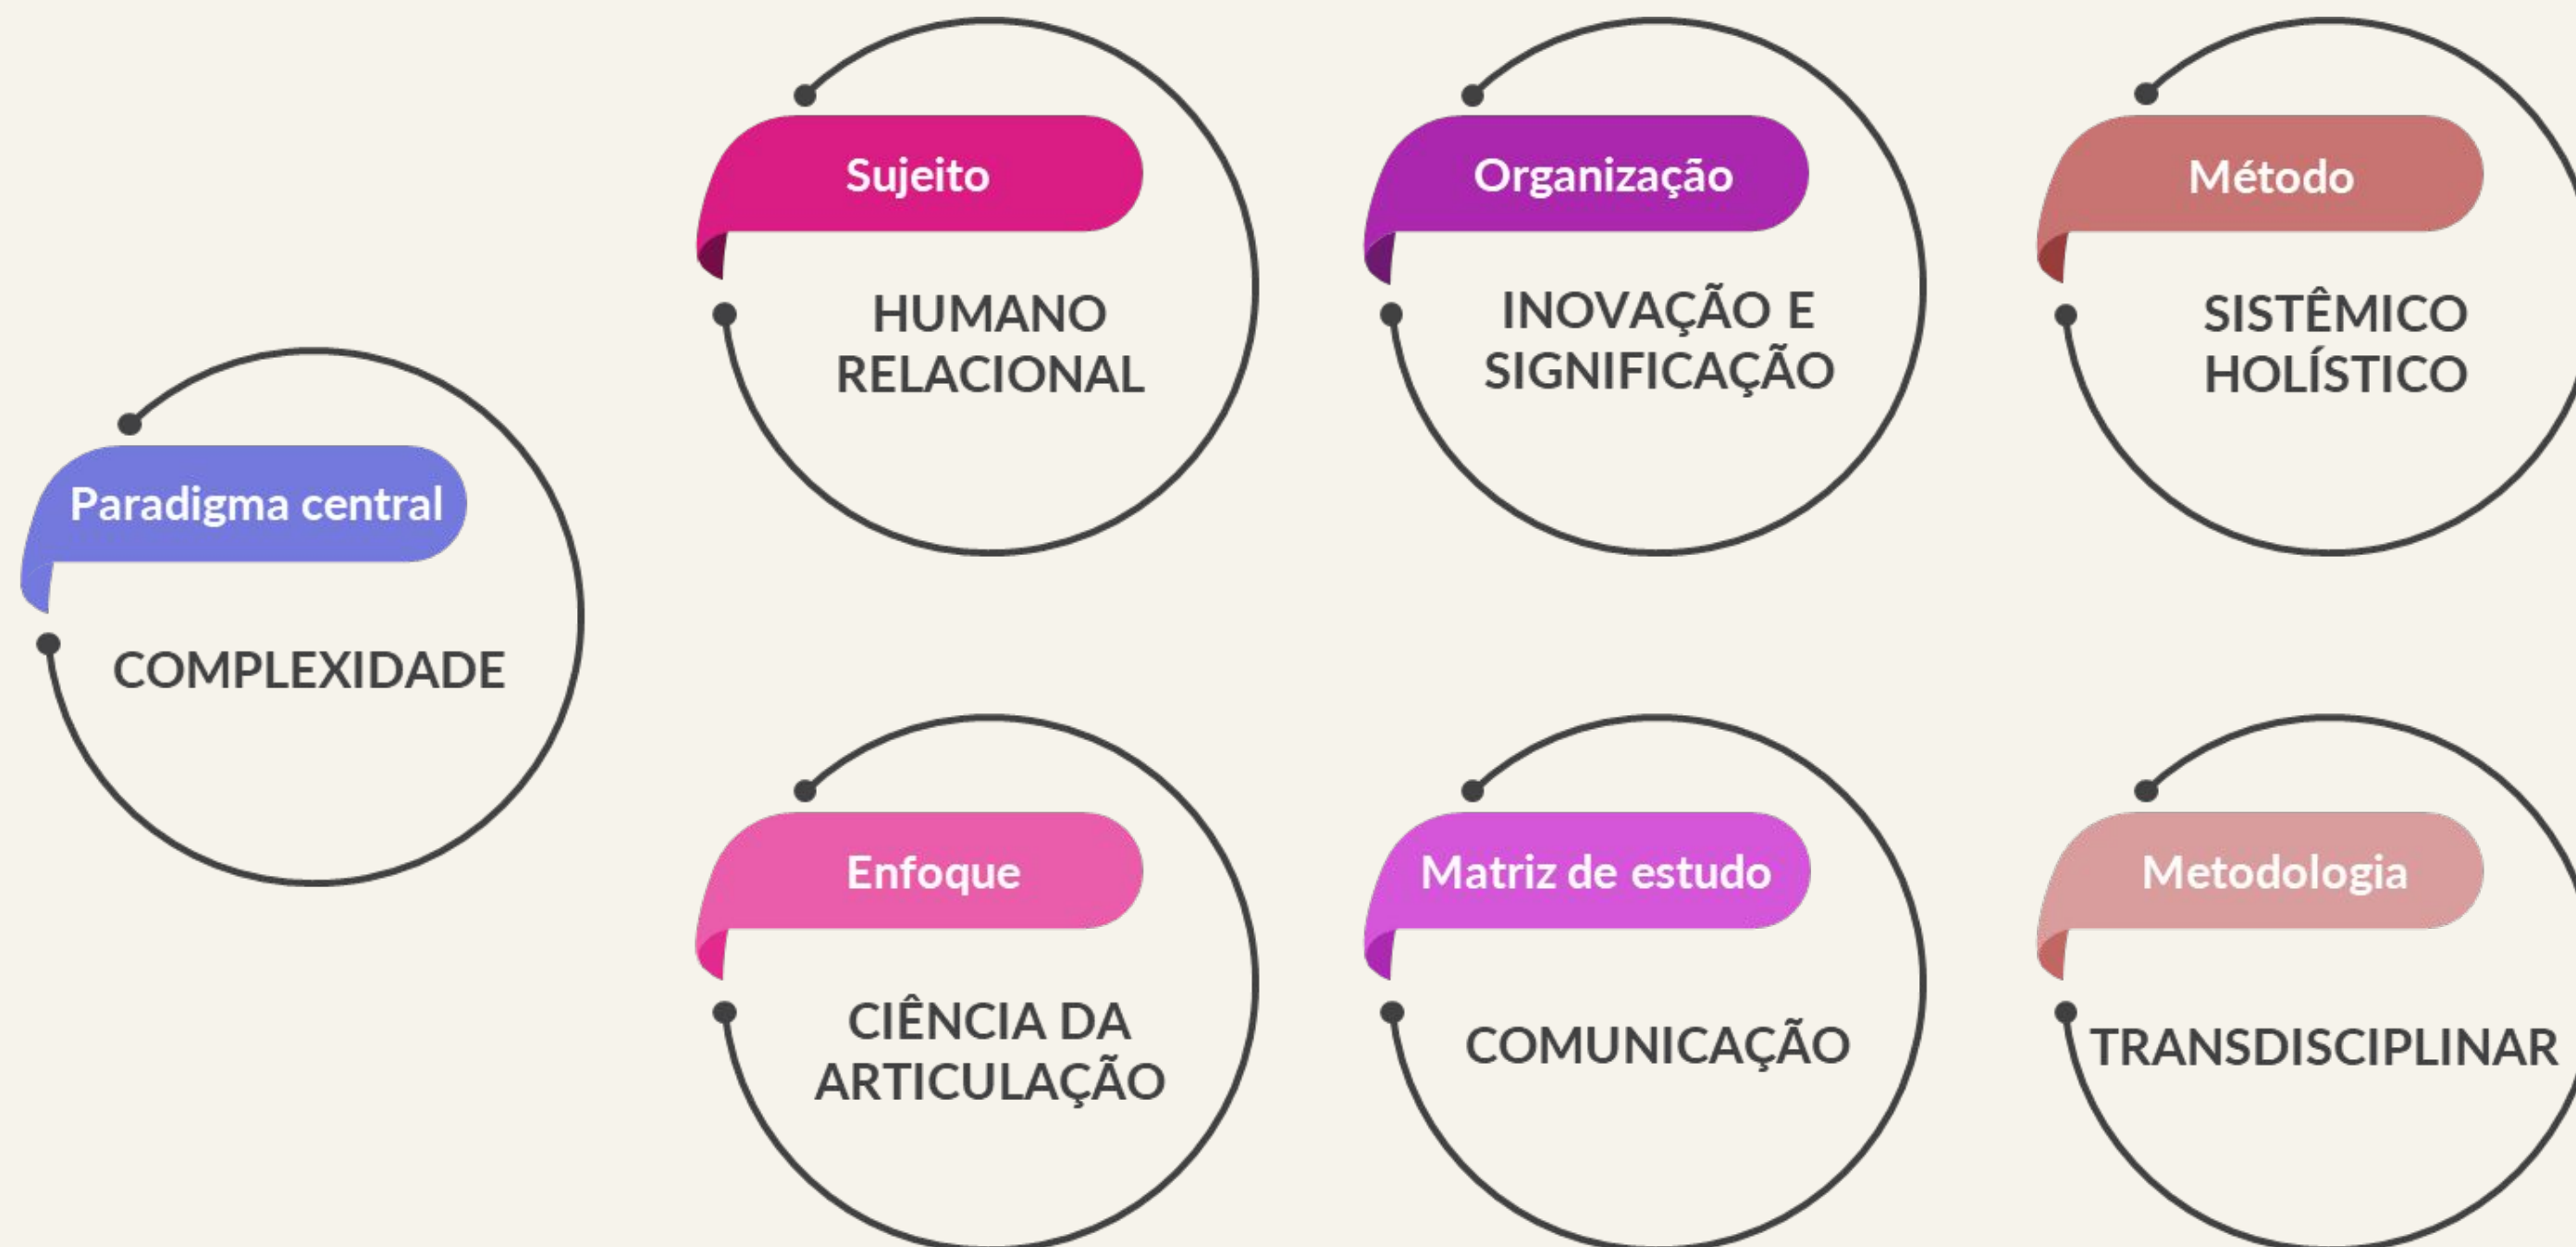 Paradigma central
COMPLEXIDADE
Sujeito
HUMANO
RELACIONAL
Organização
INOVAÇÃO E
SIGNIFICAÇÃO
Método
SISTÊMICO
HOLÍSTICO
Enfoque
CIÊNCIA DA
ARTICULAÇÃO
Matriz de estudo
COMUNICAÇÃO
Metodologia
TRANSDISCIPLINAR